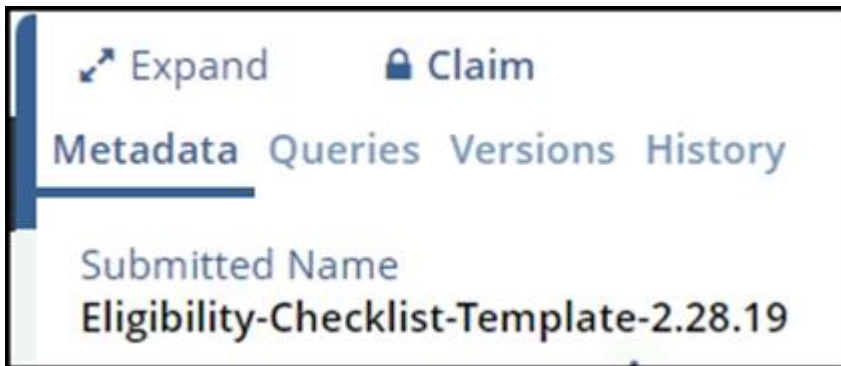 Expand Claim
Metadata Queries Versions History
Submitted Name
Eligibility-Checklist-Template-2.28.19